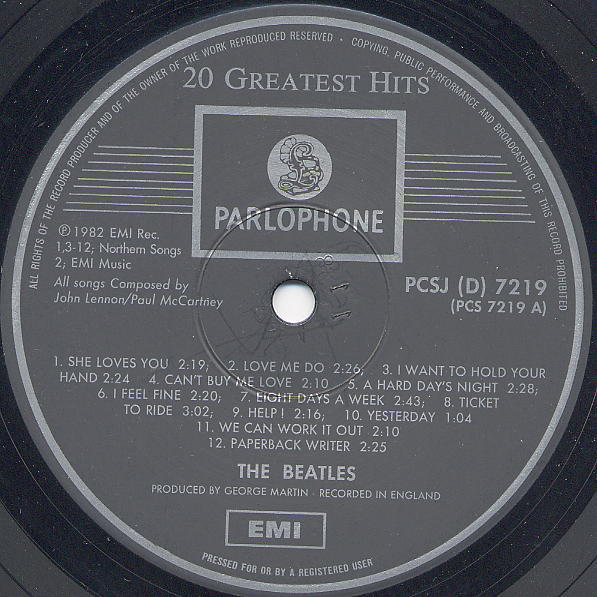 ALL RIGHTS OF THE RECORD PRODUCER AND OF THE OWNER OF THE WORK REPRODUCED RESERVED · COPYING, PUBLIC PERFORMANCE AND BROADCASTING OF THIS RECORD PROHIBITED
20 GREATEST HITS
PARLOPHONE
℗ 1982 EMI Rec.
1,3-12; Northern Songs
2; EMI Music
All songs Composed by
John Lennon/Paul McCartney
PCSJ (D) 7219
(PCS 7219 A)
1. SHE LOVES YOU 2:19; 2. LOVE ME DO 2:26; 3. I WANT TO HOLD YOUR
HAND 2:24 4. CAN'T BUY ME LOVE 2:10 5. A HARD DAY'S NIGHT 2:28;
6. I FEEL FINE 2:20; 7. EIGHT DAYS A WEEK 2:43; 8. TICKET
TO RIDE 3:02; 9. HELP! 2:16; 10. YESTERDAY 1:04
11. WE CAN WORK IT OUT 2:10
12. PAPERBACK WRITER 2:25
THE BEATLES
PRODUCED BY GEORGE MARTIN · RECORDED IN ENGLAND
EMI
PRESSED FOR OR BY A REGISTERED USER